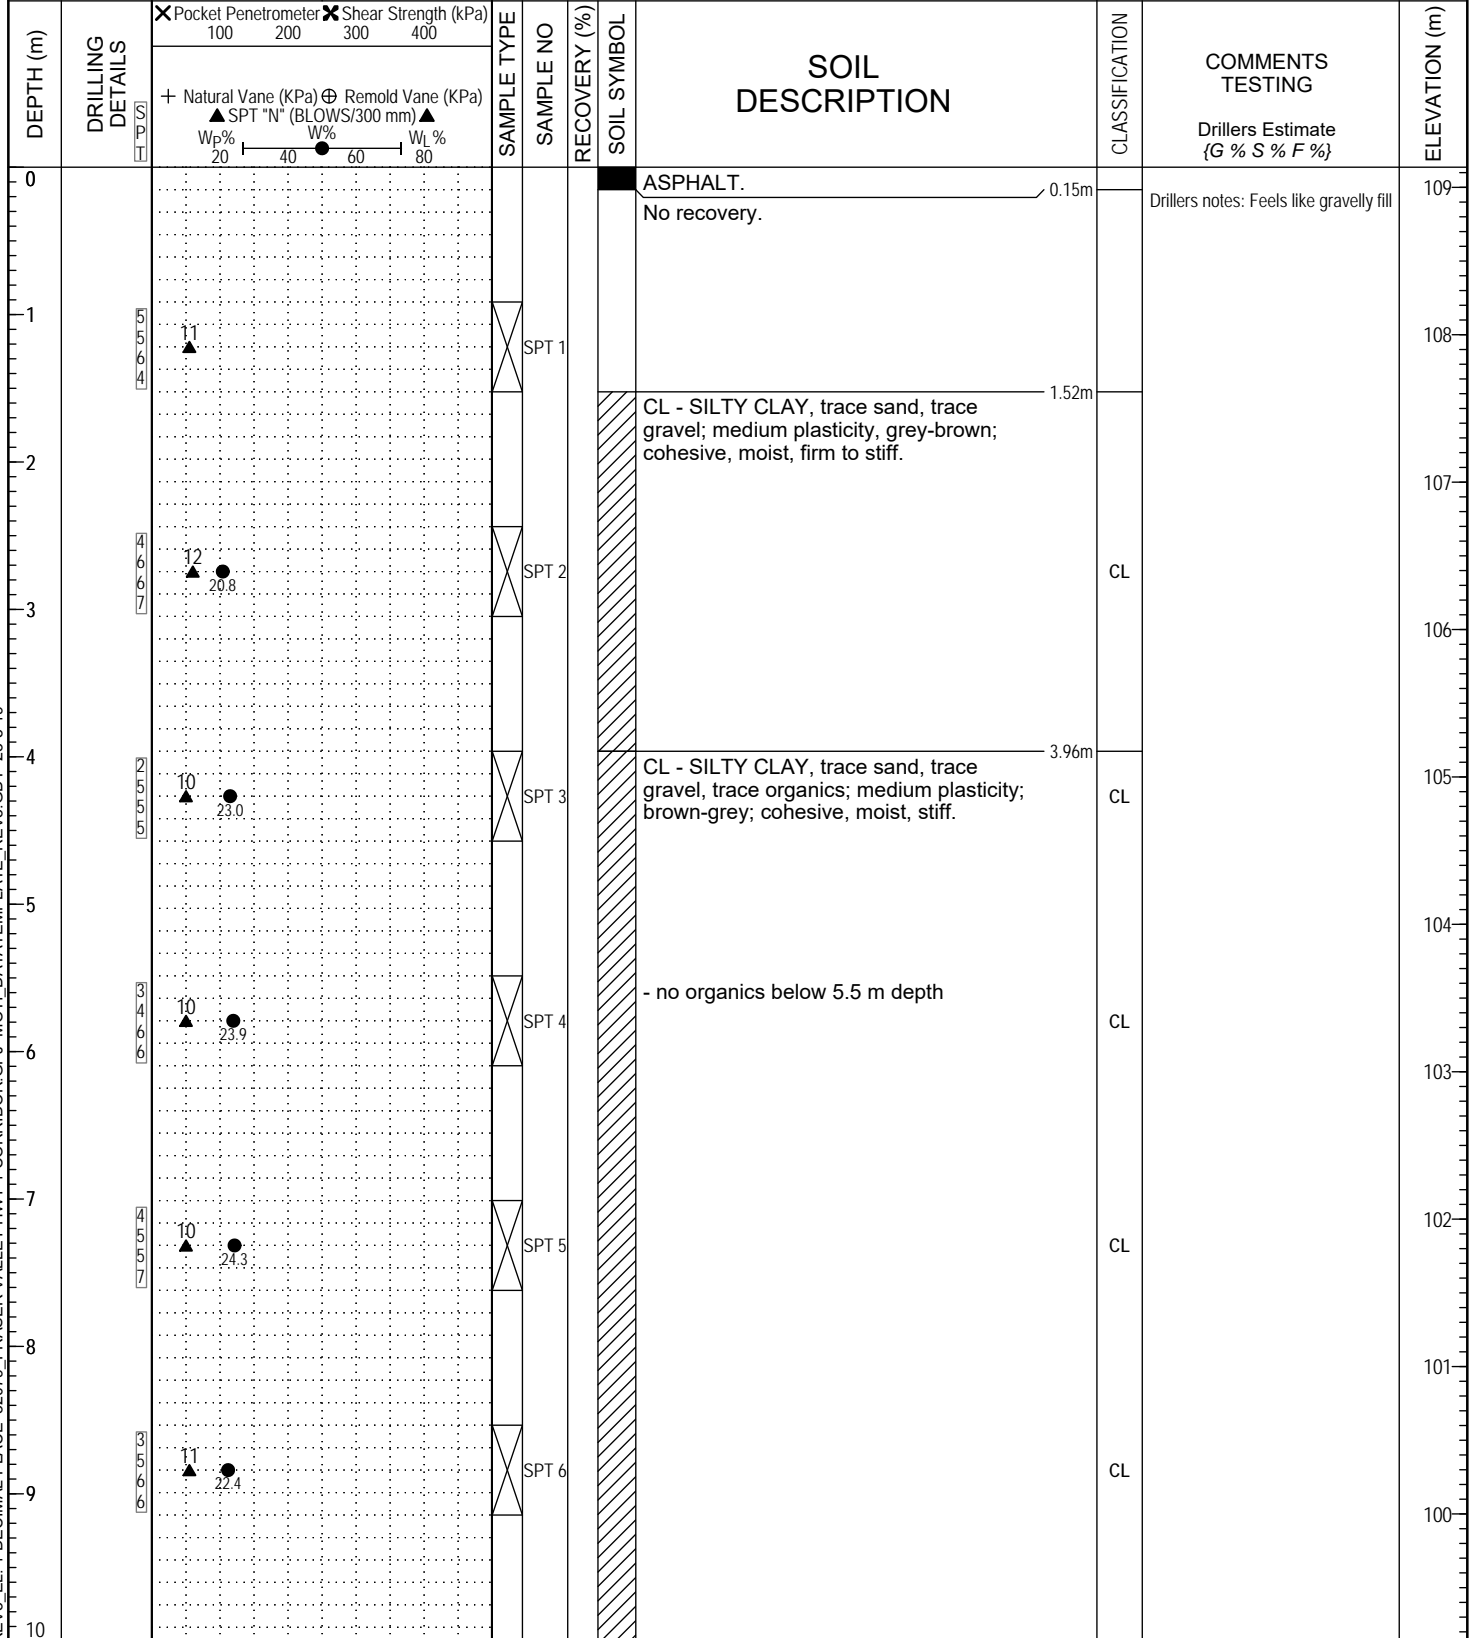 DEPTH (m)
DRILLING
DETAILS
S
P
T
Pocket Penetrometer Shear Strength (kPa)
100 200 300 400
Natural Vane (KPa) Remold Vane (KPa)
SPT "N" (BLOWS/300 mm)
WP% W% WL%
20 40 60 80
SAMPLE TYPE
SAMPLE NO
RECOVERY (%)
SOIL SYMBOL
SOIL
DESCRIPTION
CLASSIFICATION
COMMENTS
TESTING
Drillers Estimate
{G % S % F %}
ELEVATION (m)
0
ASPHALT.
0.15m
109
No recovery.
Drillers notes: Feels like gravelly fill
1
5
5
6
4
11
SPT 1
108
1.52m
CL - SILTY CLAY, trace sand, trace
gravel; medium plasticity, grey-brown;
cohesive, moist, firm to stiff.
2
107
4
6
6
7
12
20.8
SPT 2
CL
3
106
3.96m
4
CL - SILTY CLAY, trace sand, trace
gravel, trace organics; medium plasticity;
brown-grey; cohesive, moist, stiff.
2
5
5
5
10
23.0
SPT 3
CL
105
5
104
- no organics below 5.5 m depth
3
4
6
6
10
23.9
SPT 4
CL
6
103
7
4
5
5
7
10
24.3
SPT 5
CL
102
8
101
3
5
6
6
11
22.4
SPT 6
CL
9
100
10